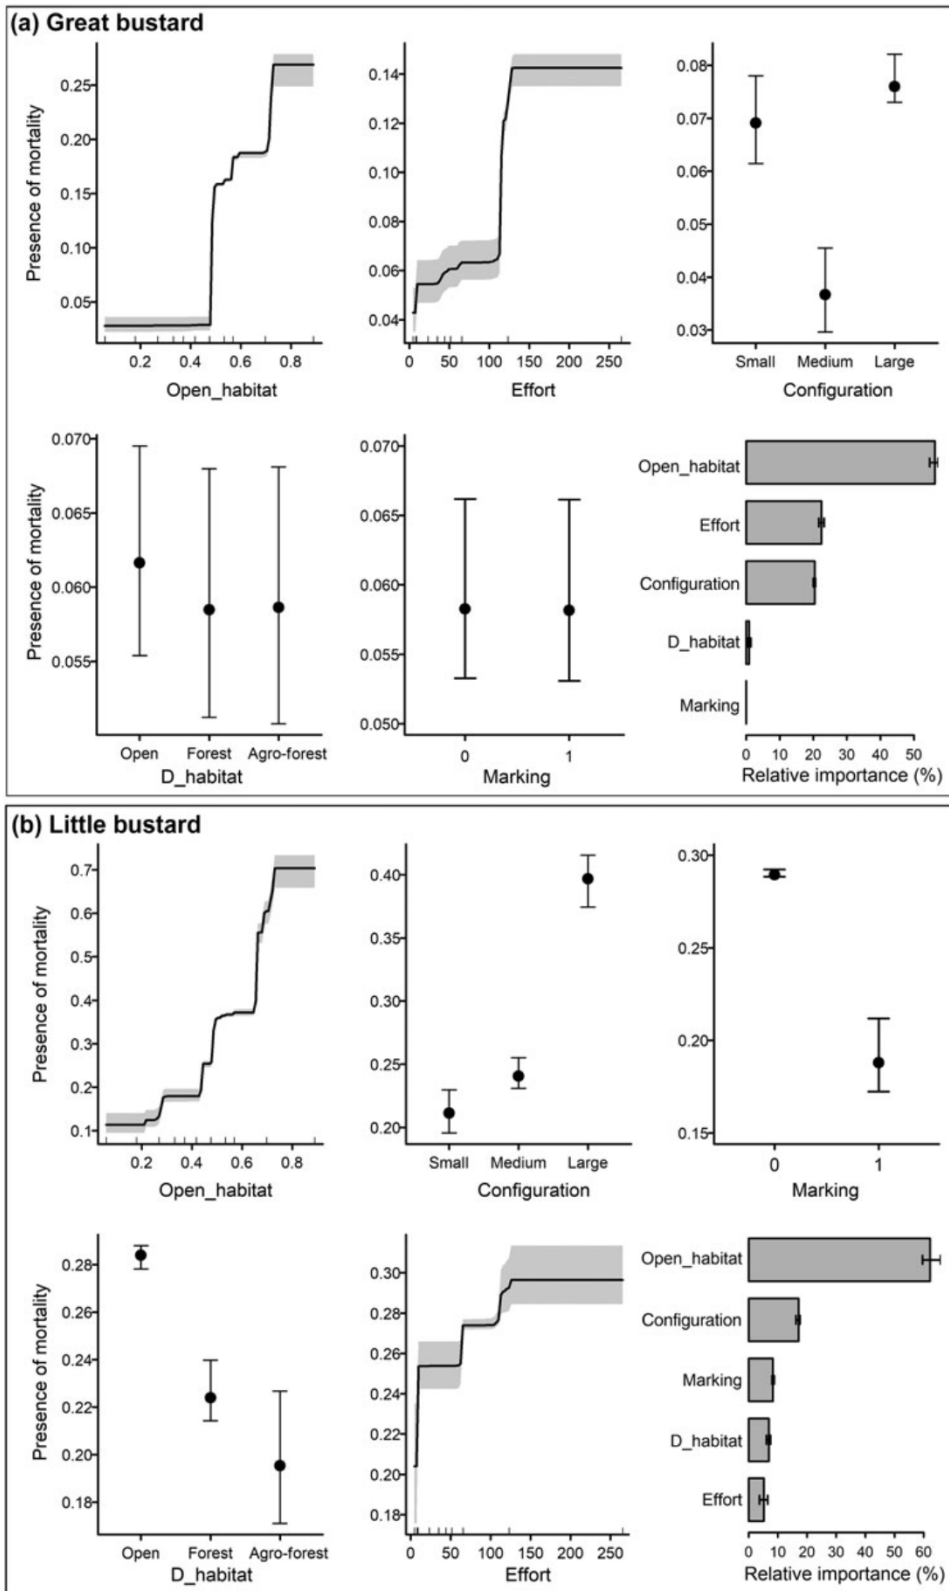 (a) Great bustard
Presence of mortality
0.25
0.20
0.15
0.10
0.05
0.2 0.4 0.6 0.8
Open_habitat
0.14
0.12
0.10
0.08
0.06
0.04
0 50 100 150 200 250
Effort
0.08
0.07
0.06
0.05
0.04
0.03
Small Medium Large
Configuration
Presence of mortality
0.070
0.065
0.060
0.055
Open Forest Agro-forest
D_habitat
0.070
0.065
0.060
0.055
0.050
0 1
Marking
Open_habitat
Effort
Configuration
D_habitat
Marking
0 10 20 30 40 50
Relative importance (%)
(b) Little bustard
Presence of mortality
0.7
0.6
0.5
0.4
0.3
0.2
0.1
0.2 0.4 0.6 0.8
Open_habitat
0.40
0.35
0.30
0.25
0.20
Small Medium Large
Configuration
0.30
0.25
0.20
0.15
0 1
Marking
Presence of mortality
0.28
0.26
0.24
0.22
0.20
0.18
Open Forest Agro-forest
D_habitat
0.30
0.28
0.26
0.24
0.22
0.20
0.18
0 50 100 150 200 250
Effort
Open_habitat
Configuration
Marking
D_habitat
Effort
0 10 20 30 40 50 60
Relative importance (%)